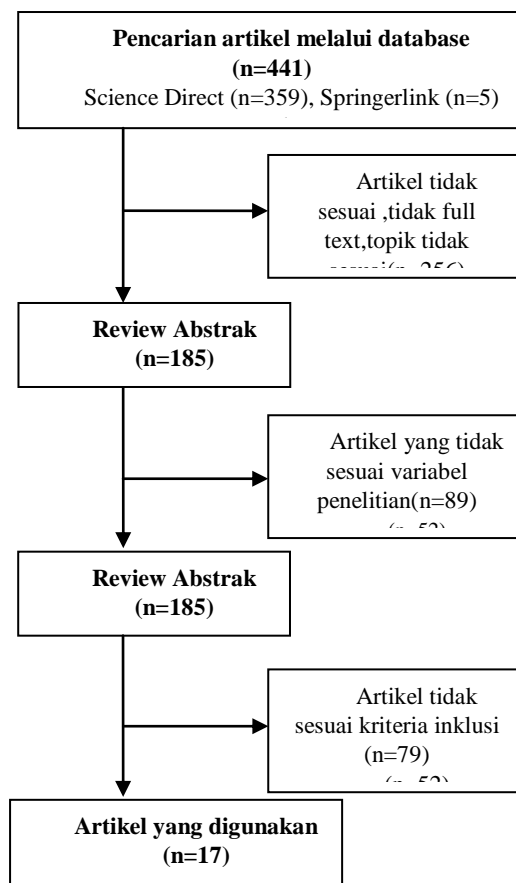 Pencarian artikel melalui database
(n=441)
Science Direct (n=359), Springerlink (n=5)
Artikel tidak
sesuai ,tidak full
text,topik tidak
sesuai(n=256)
Review Abstrak
(n=185)
Artikel yang tidak
sesuai variabel
penelitian(n=89)
Review Abstrak
(n=185)
Artikel tidak
sesuai kriteria inklusi
(n=79)
Artikel yang digunakan
(n=17)